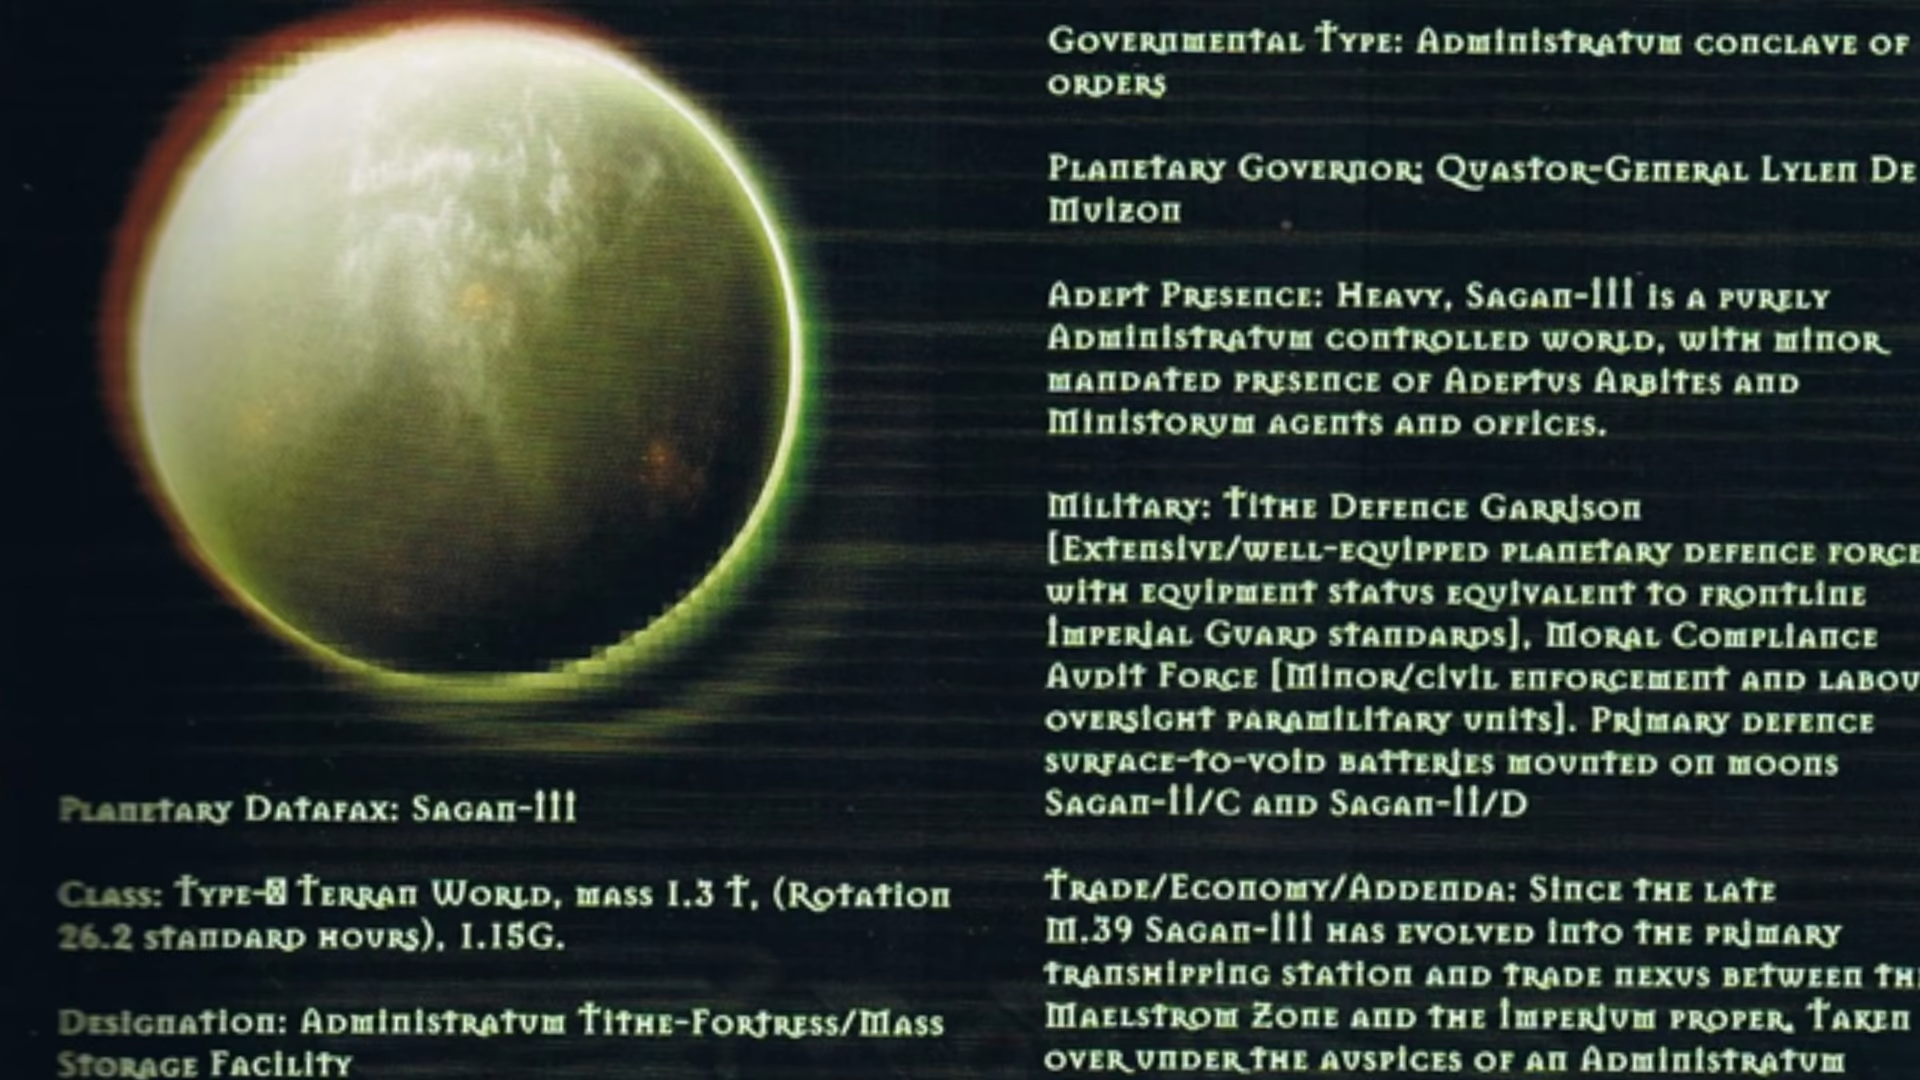 Planetary Datafax: Sagan-III
Class: Type- Terran World, mass 1.3 T, (Rotation
26.2 standard hours), 1.15G.
Designation: Administratum Tithe-Fortress/Mass
Storage Facility
Governmental Type: Administratum conclave of
orders
Planetary Governor: Quastor-General Lylen De
Muizon
Adept Presence: Heavy, Sagan-III is a purely
Administratum controlled world, with minor
mandated presence of Adeptus Arbites and
Ministorum agents and offices.
Military: Tithe Defence Garrison
[Extensive/well-equipped planetary defence force
with equipment status equivalent to frontline
Imperial Guard standards], Moral Compliance
Audit Force [Minor/civil enforcement and labou
oversight paramilitary units]. Primary defence
surface-to-void batteries mounted on moons
Sagan-II/C and Sagan-II/D
Trade/Economy/Addenda: Since the late
M.39 Sagan-III has evolved into the primary
transhipping station and trade nexus between the
Maelstrom Zone and the Imperium proper. Taken
over under the auspices of an Administratum